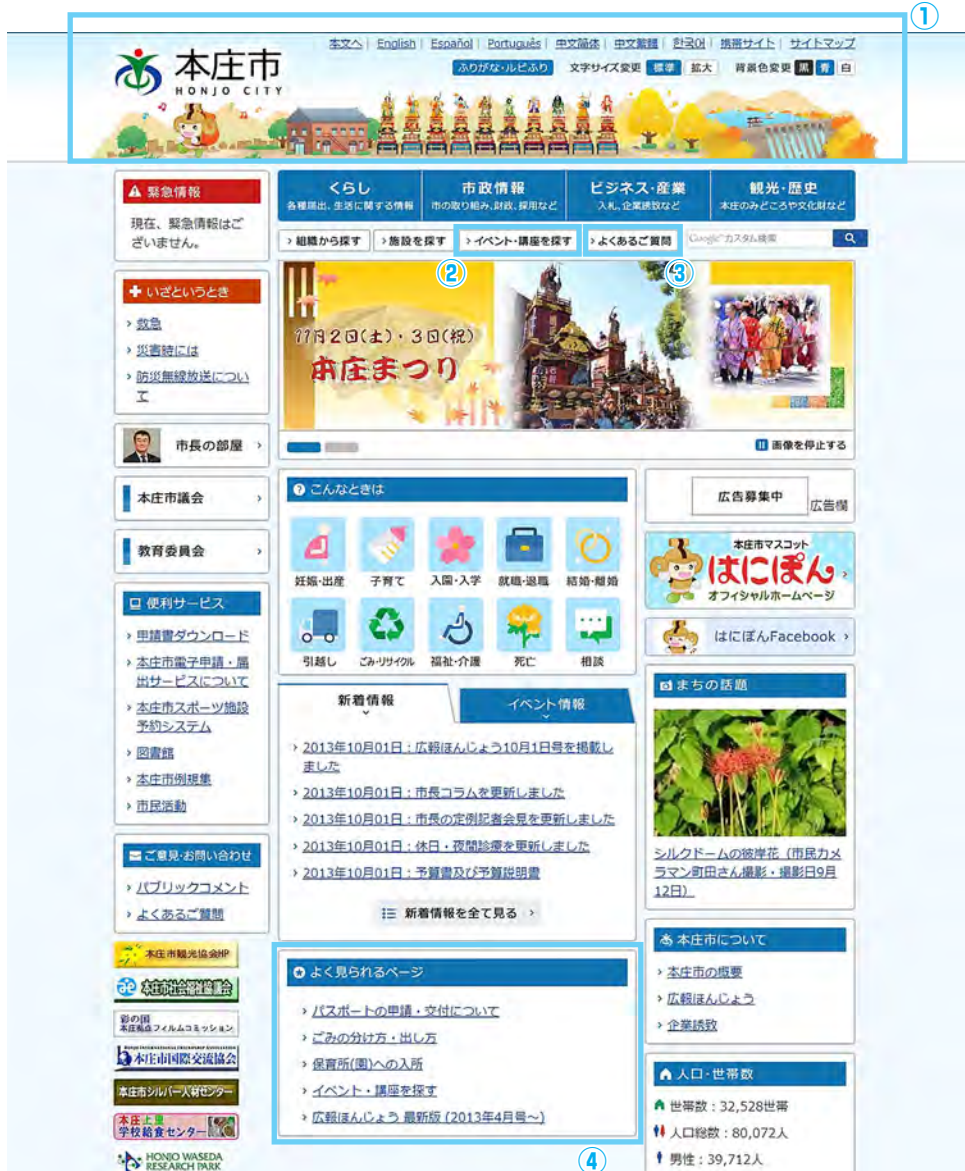 ①
本文へ | English | Español | Português | 中文简体 | 中文繁體 | 한국어 | 携帯サイト | サイトマップ
本庄市
HONJO CITY
ふりがな・ルビふり 文字サイズ変更 標準 拡大 背景色変更 黒 青 白
緊急情報
現在、緊急情報はご
ざいません。
くらし
各種届出、生活に関する情報
市政情報
市の取り組み、財政、採用など
ビジネス・産業
入札、企業誘致など
観光・歴史
本庄のみどころや文化財など
組織から探す 施設を探す イベント・講座を探す よくあるご質問 Google カスタム検索
② ③
いざというとき
救急
災害時には
防災無線放送につい
て
11月2日(土)・3日(祝)
本庄まつり
画像を停止する
市長の部屋
本庄市議会
教育委員会
便利サービス
申請書ダウンロード
本庄市電子申請・届
出サービスについて
本庄市スポーツ施設
予約システム
図書館
本庄市例規集
市民活動
ご意見・お問い合わせ
パブリックコメント
よくあるご質問
本庄市観光協会HP
本庄市社会福祉協議会
彩の国
本庄拠点フィルムコミッション
本庄市国際交流協会
本庄市シルバー人材センター
本庄上里
学校給食センター
HONJO WASEDA
RESEARCH PARK
こんなときは
妊娠・出産 子育て 入園・入学 就職・退職 結婚・離婚
引越し ごみ・リサイクル 福祉・介護 死亡 相談
新着情報 イベント情報
2013年10月01日：広報ほんじょう10月1日号を掲載し
ました
2013年10月01日：市長コラムを更新しました
2013年10月01日：市長の定例記者会見を更新しました
2013年10月01日：休日・夜間診療を更新しました
2013年10月01日：予算書及び予算説明書
新着情報を全て見る
よく見られるページ
パスポートの申請・交付について
ごみの分け方・出し方
保育所(園)への入所
イベント・講座を探す
広報ほんじょう 最新版 (2013年4月号～)
④
広告募集中 広告欄
本庄市マスコット
はにぽん
オフィシャルホームページ
はにぽんFacebook
まちの話題
シルクドームの彼岸花（市民カメ
ラマン町田さん撮影・撮影日9月
12日）
本庄市について
本庄市の概要
広報ほんじょう
企業誘致
人口・世帯数
世帯数：32,528世帯
人口総数：80,072人
男性：39,712人